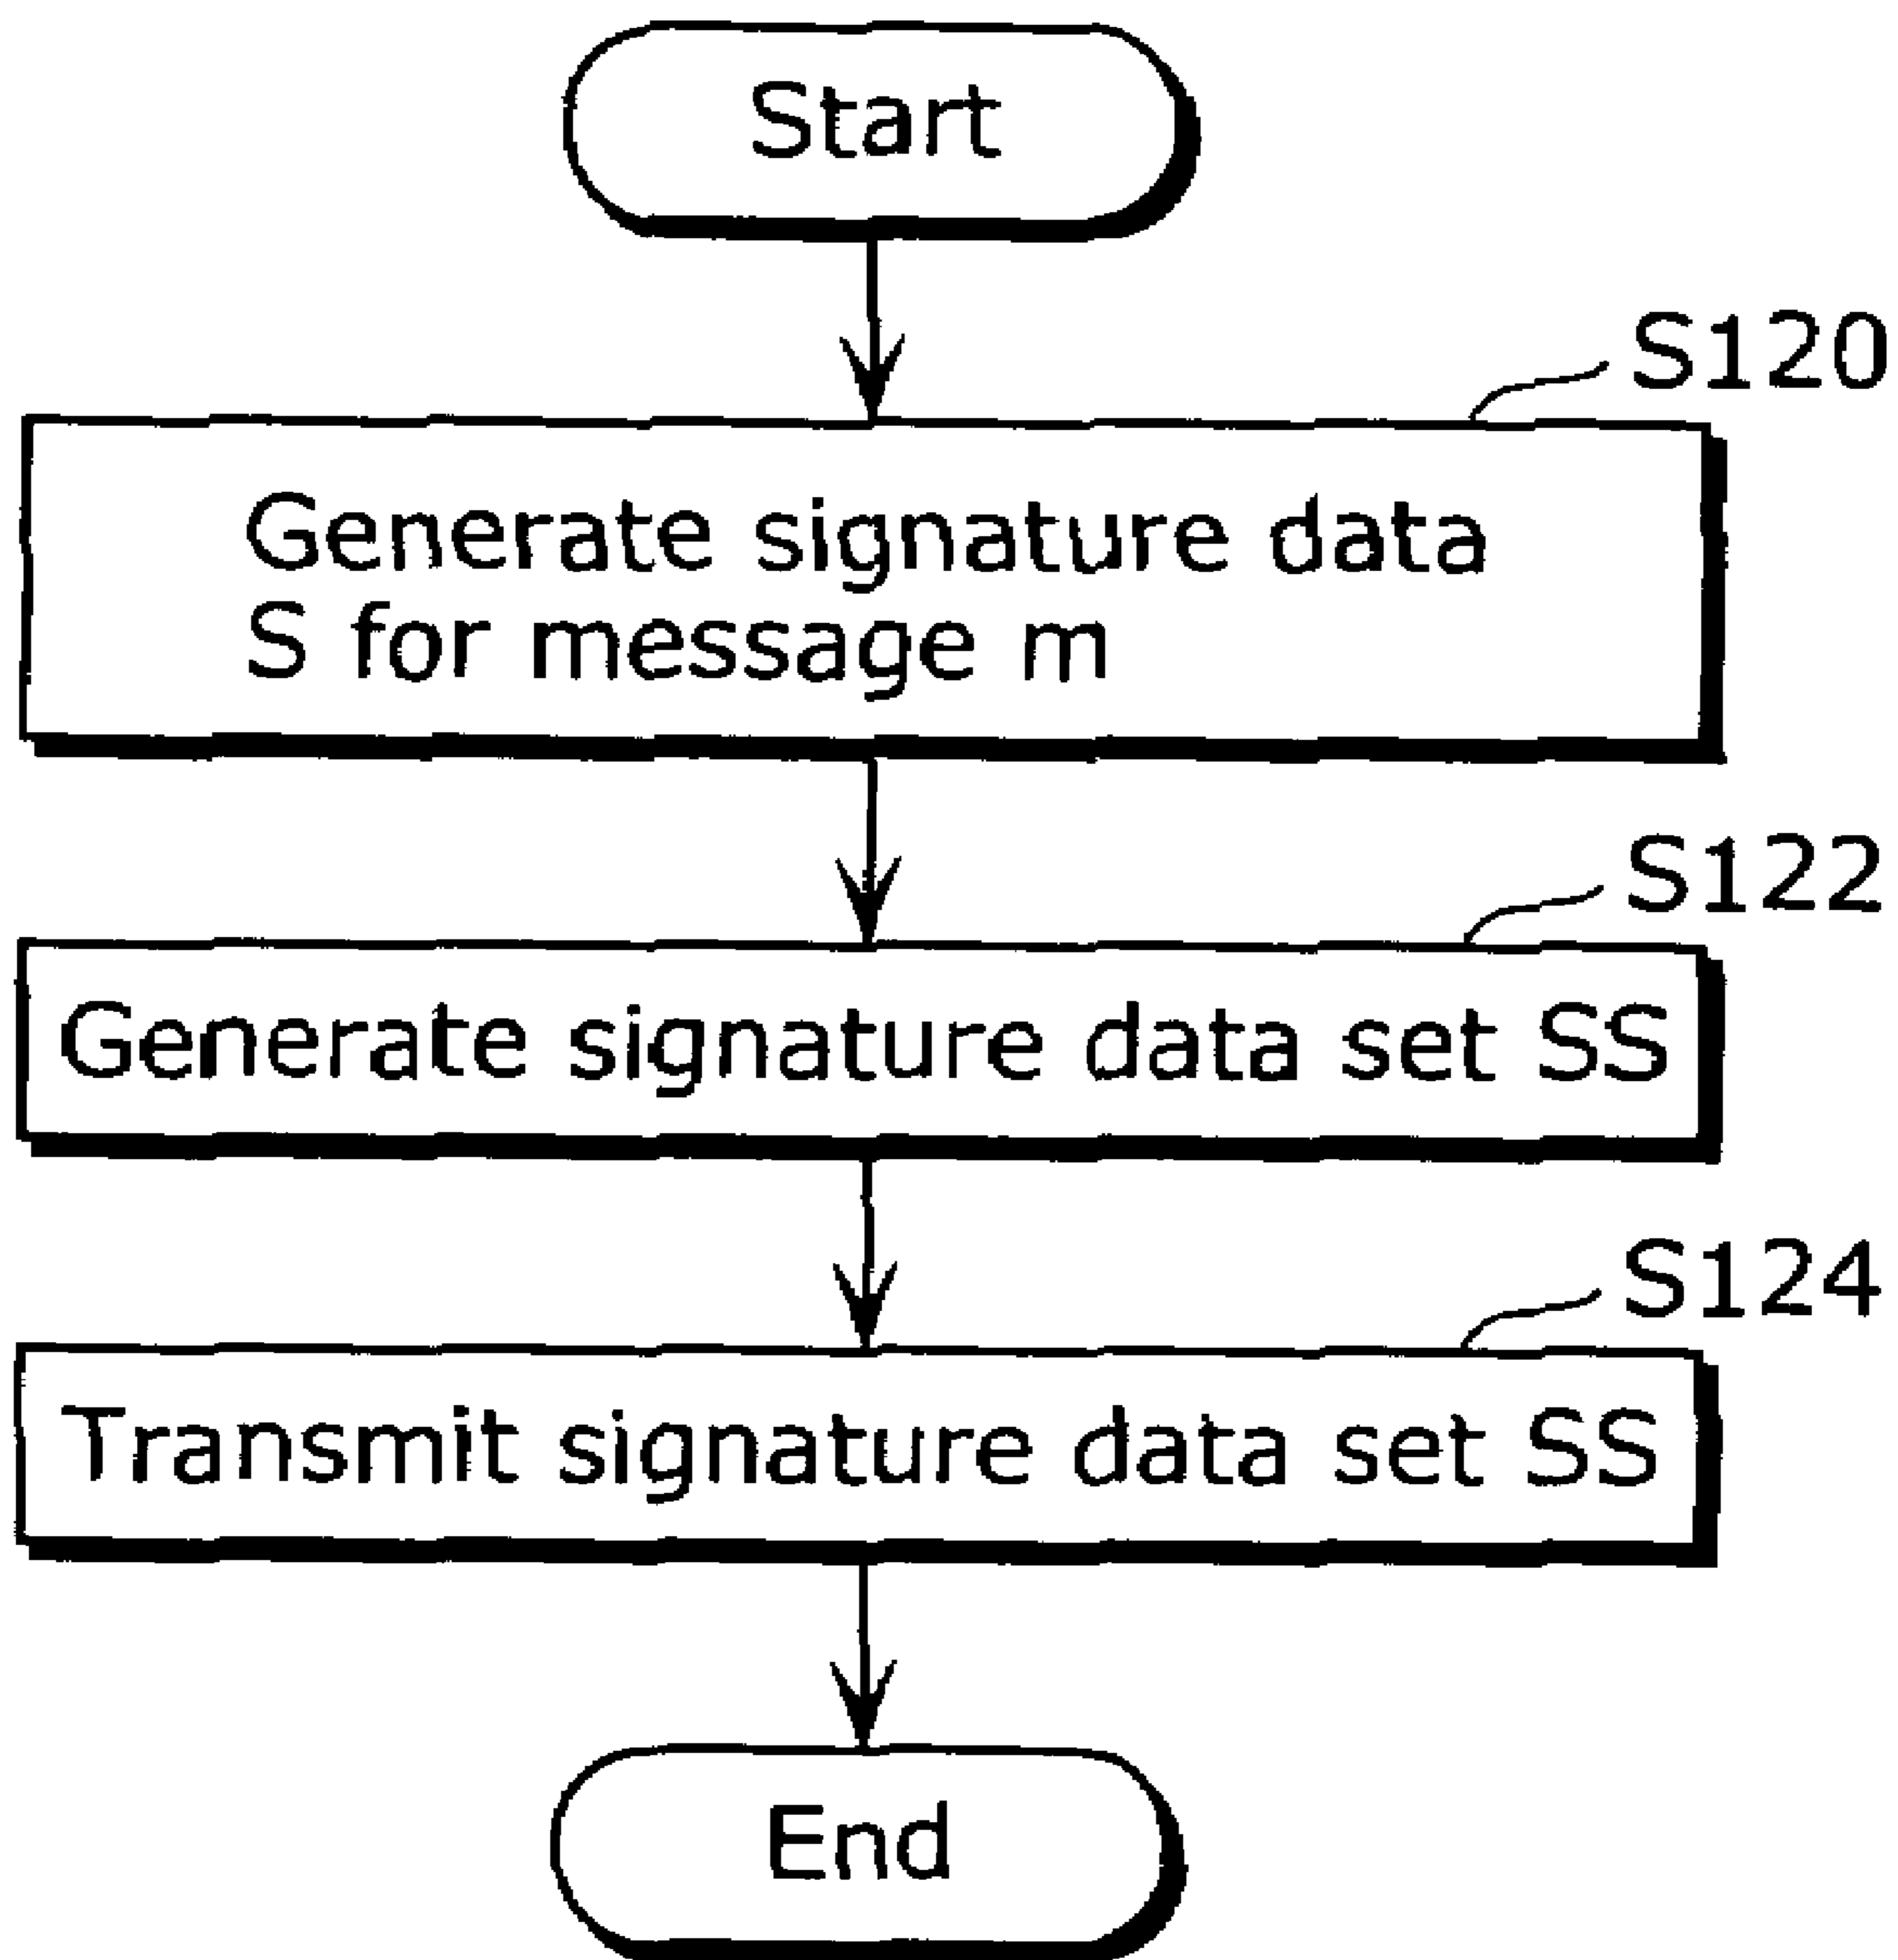 Start
S120
Generate signature data
S for message m
S122
Generate signature data set SS
S124
Transmit signature data set SS
End